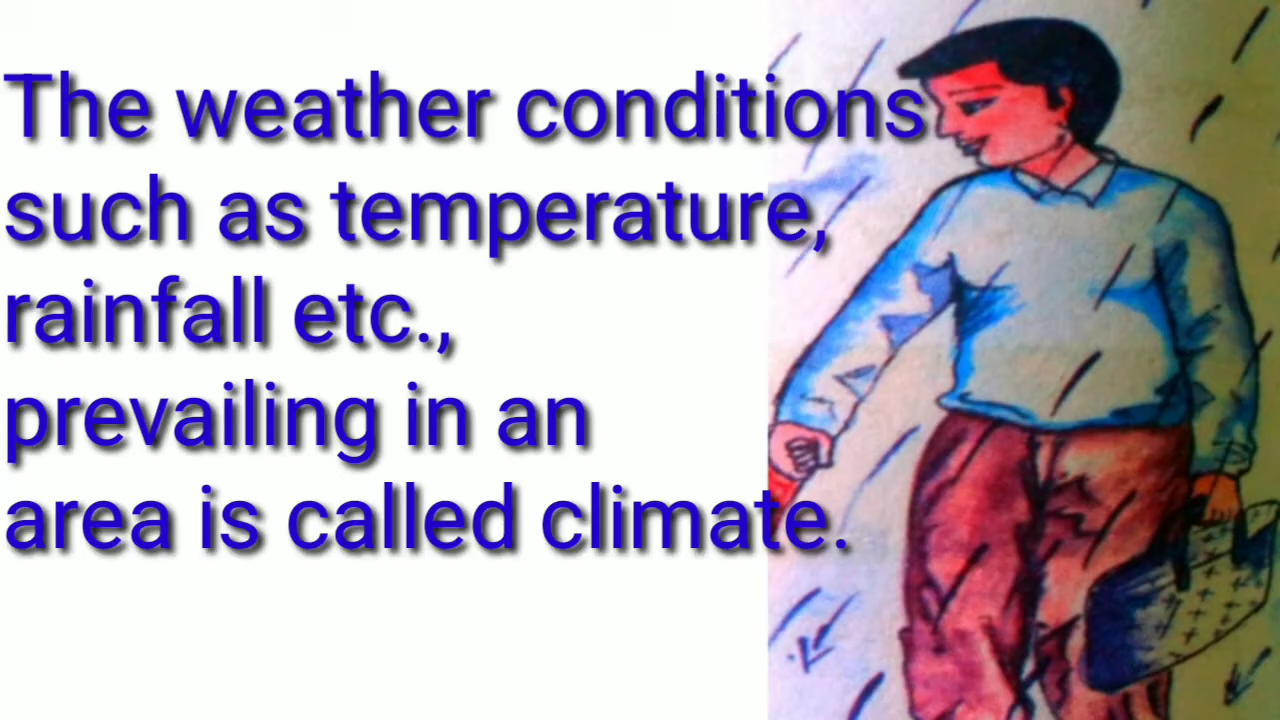 The weather conditions
such as temperature,
rainfall etc.,
prevailing in an
area is called climate.